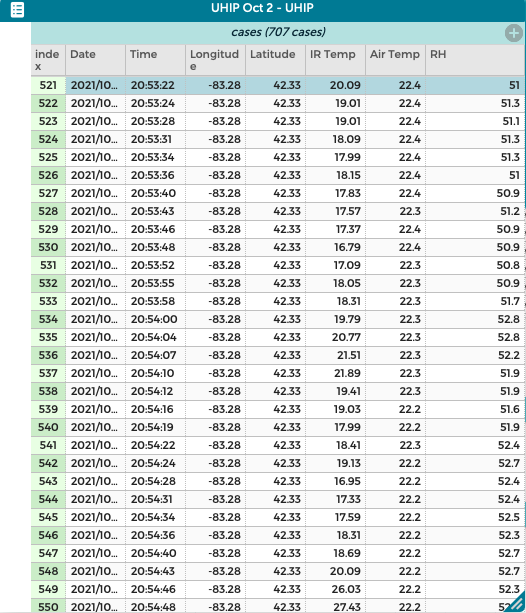 UHIP Oct 2 - UHIP
cases (707 cases)
index Date Time Longitude Latitude IR Temp Air Temp RH
521 2021/10... 20:53:22 -83.28 42.33 20.09 22.4 51
522 2021/10... 20:53:24 -83.28 42.33 19.01 22.4 51.3
523 2021/10... 20:53:28 -83.28 42.33 19.01 22.4 51.1
524 2021/10... 20:53:31 -83.28 42.33 18.09 22.4 51.3
525 2021/10... 20:53:34 -83.28 42.33 17.99 22.4 51.3
526 2021/10... 20:53:36 -83.28 42.33 18.15 22.4 51
527 2021/10... 20:53:40 -83.28 42.33 17.83 22.4 50.9
528 2021/10... 20:53:43 -83.28 42.33 17.57 22.3 51.2
529 2021/10... 20:53:46 -83.28 42.33 17.37 22.4 50.9
530 2021/10... 20:53:48 -83.28 42.33 16.79 22.4 50.9
531 2021/10... 20:53:52 -83.28 42.33 17.09 22.3 50.8
532 2021/10... 20:53:55 -83.28 42.33 18.05 22.3 50.9
533 2021/10... 20:53:58 -83.28 42.33 18.31 22.3 51.7
534 2021/10... 20:54:00 -83.28 42.33 19.79 22.3 52.8
535 2021/10... 20:54:04 -83.28 42.33 20.77 22.3 52.8
536 2021/10... 20:54:07 -83.28 42.33 21.51 22.3 52.2
537 2021/10... 20:54:10 -83.28 42.33 21.89 22.3 51.9
538 2021/10... 20:54:12 -83.28 42.33 19.41 22.3 51.9
539 2021/10... 20:54:16 -83.28 42.33 19.03 22.2 51.6
540 2021/10... 20:54:19 -83.28 42.33 17.99 22.2 51.9
541 2021/10... 20:54:22 -83.28 42.33 18.41 22.3 52.4
542 2021/10... 20:54:24 -83.28 42.33 19.13 22.2 52.7
543 2021/10... 20:54:28 -83.28 42.33 16.95 22.2 52.4
544 2021/10... 20:54:31 -83.28 42.33 17.33 22.2 52.4
545 2021/10... 20:54:34 -83.28 42.33 17.59 22.2 52.5
546 2021/10... 20:54:36 -83.28 42.33 18.31 22.2 52.3
547 2021/10... 20:54:40 -83.28 42.33 18.69 22.2 52.7
548 2021/10... 20:54:43 -83.28 42.33 20.09 22.2 52.7
549 2021/10... 20:54:46 -83.28 42.33 26.03 22.2 52.3
550 2021/10... 20:54:48 -83.28 42.33 27.43 22.2